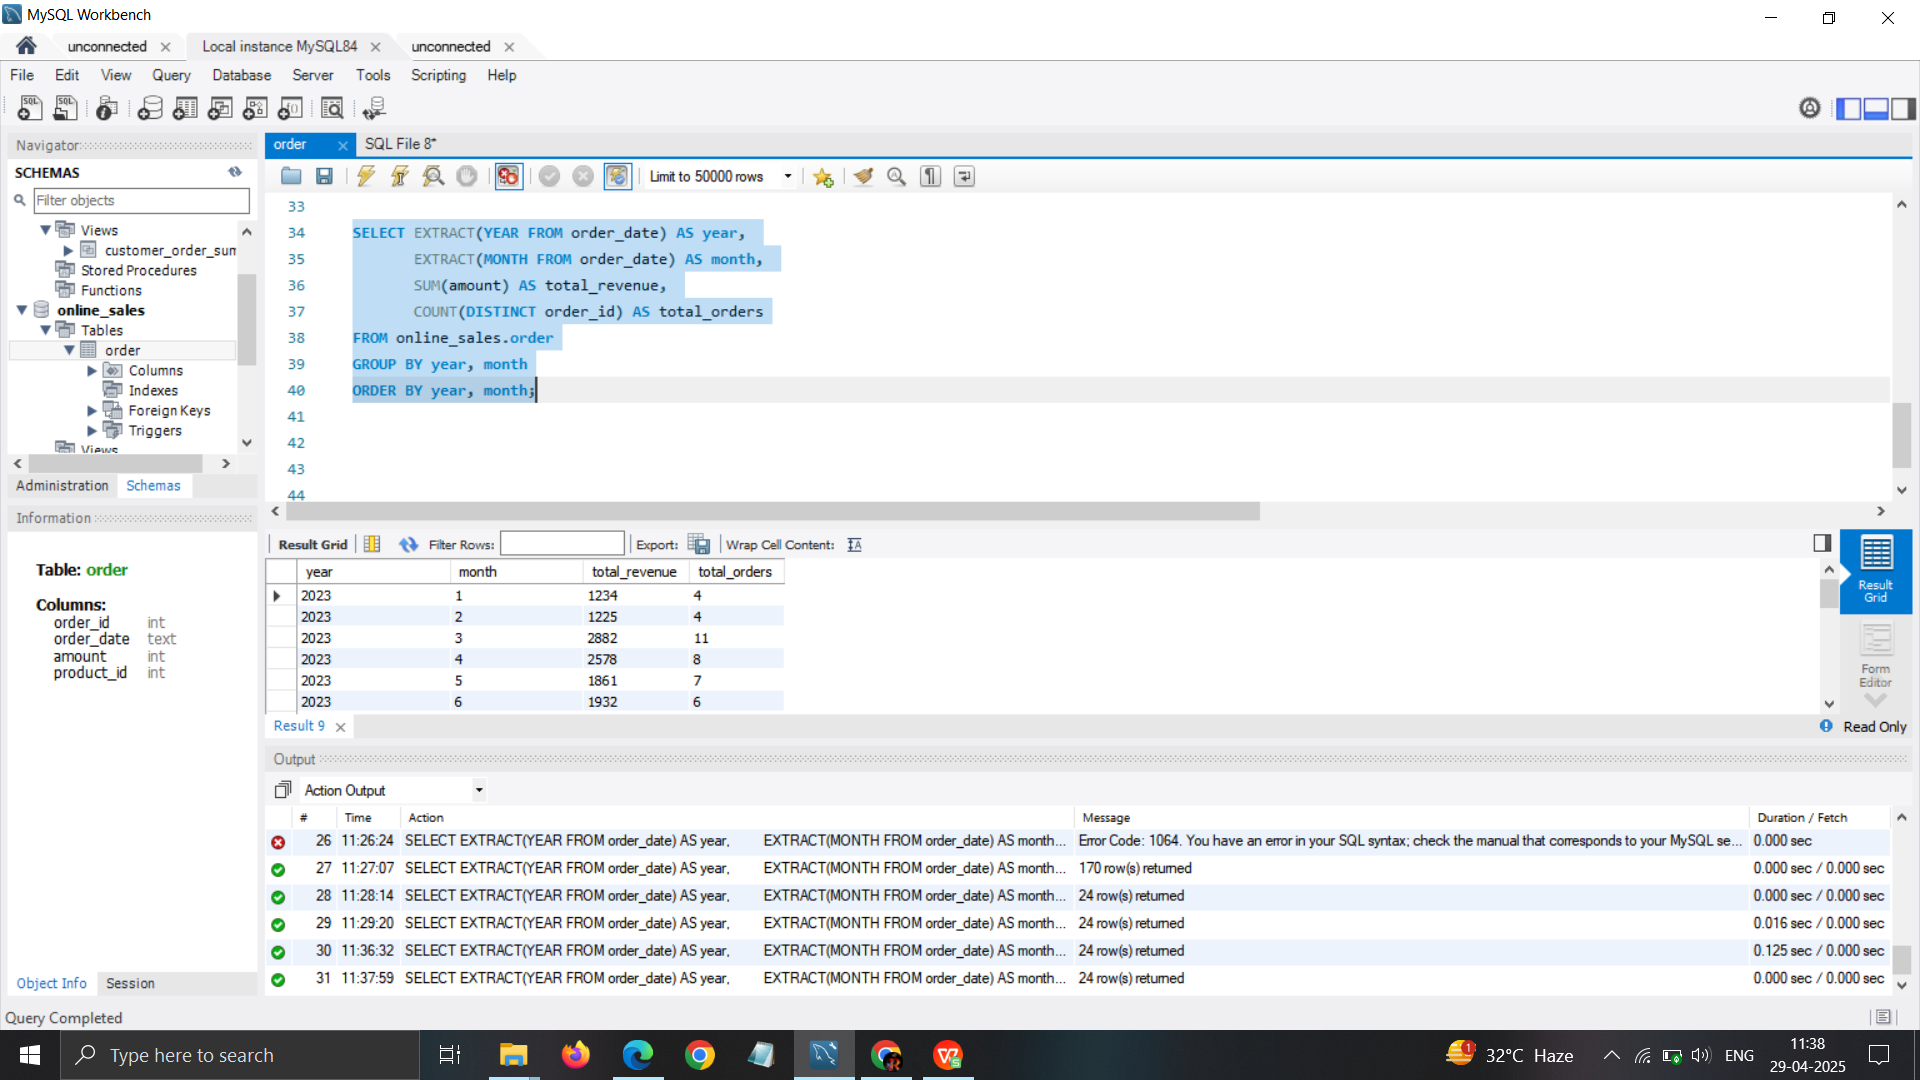 MySQL Workbench
unconnected
Local instance MySQL84
unconnected
File Edit View Query Database Server Tools Scripting Help
Navigator
SCHEMAS
Filter objects
Views
customer_order_sum
Stored Procedures
Functions
online_sales
Tables
order
Columns
Indexes
Foreign Keys
Triggers
Views
Administration Schemas
Information
Table: order
Columns:
order_id int
order_date text
amount int
product_id int
Object Info Session
order
SQL File 8*
Limit to 50000 rows
33
34 SELECT EXTRACT(YEAR FROM order_date) AS year,
35 EXTRACT(MONTH FROM order_date) AS month,
36 SUM(amount) AS total_revenue,
37 COUNT(DISTINCT order_id) AS total_orders
38 FROM online_sales.order
39 GROUP BY year, month
40 ORDER BY year, month;
41
42
43
44
Result Grid Filter Rows: Export: Wrap Cell Content:
year month total_revenue total_orders
2023 1 1234 4
2023 2 1225 4
2023 3 2882 11
2023 4 2578 8
2023 5 1861 7
2023 6 1932 6
Result Grid
Form Editor
Result 9
Read Only
Output
Action Output
# Time Action Message Duration / Fetch
26 11:26:24 SELECT EXTRACT(YEAR FROM order_date) AS year, EXTRACT(MONTH FROM order_date) AS month... Error Code: 1064. You have an error in your SQL syntax; check the manual that corresponds to your MySQL se... 0.000 sec
27 11:27:07 SELECT EXTRACT(YEAR FROM order_date) AS year, EXTRACT(MONTH FROM order_date) AS month... 170 row(s) returned 0.000 sec / 0.000 sec
28 11:28:14 SELECT EXTRACT(YEAR FROM order_date) AS year, EXTRACT(MONTH FROM order_date) AS month... 24 row(s) returned 0.000 sec / 0.000 sec
29 11:29:20 SELECT EXTRACT(YEAR FROM order_date) AS year, EXTRACT(MONTH FROM order_date) AS month... 24 row(s) returned 0.016 sec / 0.000 sec
30 11:36:32 SELECT EXTRACT(YEAR FROM order_date) AS year, EXTRACT(MONTH FROM order_date) AS month... 24 row(s) returned 0.125 sec / 0.000 sec
31 11:37:59 SELECT EXTRACT(YEAR FROM order_date) AS year, EXTRACT(MONTH FROM order_date) AS month... 24 row(s) returned 0.000 sec / 0.000 sec
Query Completed
Type here to search
1
32°C Haze
ENG
11:38
29-04-2025